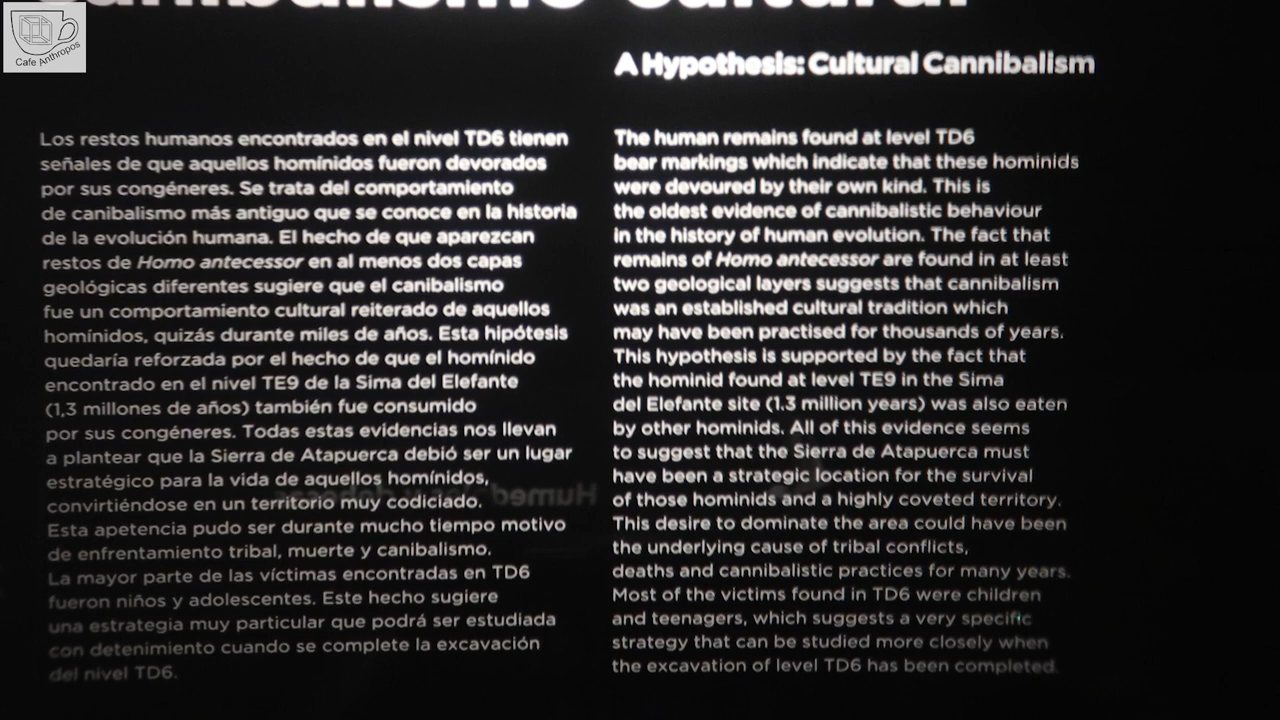 Cafe Anthropos
A Hypothesis: Cultural Cannibalism
Los restos humanos encontrados en el nivel TD6 tienen
señales de que aquellos homínidos fueron devorados
por sus congéneres. Se trata del comportamiento
de canibalismo más antiguo que se conoce en la historia
de la evolución humana. El hecho de que aparezcan
restos de Homo antecessor en al menos dos capas
geológicas diferentes sugiere que el canibalismo
fue un comportamiento cultural reiterado de aquellos
homínidos, quizás durante miles de años. Esta hipótesis
quedaría reforzada por el hecho de que el homínido
encontrado en el nivel TE9 de la Sima del Elefante
(1,3 millones de años) también fue consumido
por sus congéneres. Todas estas evidencias nos llevan
a plantear que la Sierra de Atapuerca debió ser un lugar
estratégico para la vida de aquellos homínidos,
convirtiéndose en un territorio muy codiciado.
Esta apetencia pudo ser durante mucho tiempo motivo
de enfrentamiento tribal, muerte y canibalismo.
La mayor parte de las víctimas encontradas en TD6
fueron niños y adolescentes. Este hecho sugiere
una estrategia muy particular que podrá ser estudiada
con detenimiento cuando se complete la excavación
del nivel TD6.
The human remains found at level TD6
bear markings which indicate that these hominids
were devoured by their own kind. This is
the oldest evidence of cannibalistic behaviour
in the history of human evolution. The fact that
remains of Homo antecessor are found in at least
two geological layers suggests that cannibalism
was an established cultural tradition which
may have been practised for thousands of years.
This hypothesis is supported by the fact that
the hominid found at level TE9 in the Sima
del Elefante site (1.3 million years) was also eaten
by other hominids. All of this evidence seems
to suggest that the Sierra de Atapuerca must
have been a strategic location for the survival
of those hominids and a highly coveted territory.
This desire to dominate the area could have been
the underlying cause of tribal conflicts,
deaths and cannibalistic practices for many years.
Most of the victims found in TD6 were children
and teenagers, which suggests a very specific
strategy that can be studied more closely when
the excavation of level TD6 has been completed.